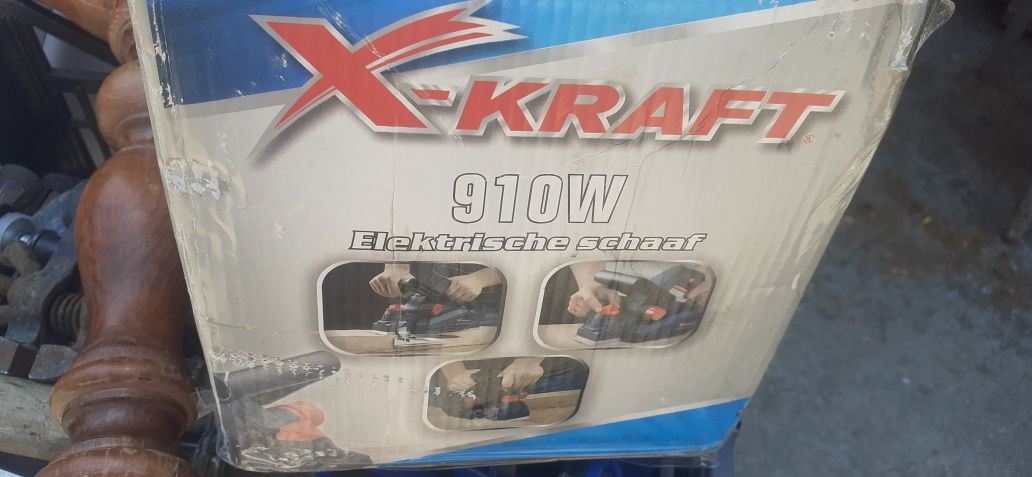 X-KRAFT®
910W
Elektrische schaaf